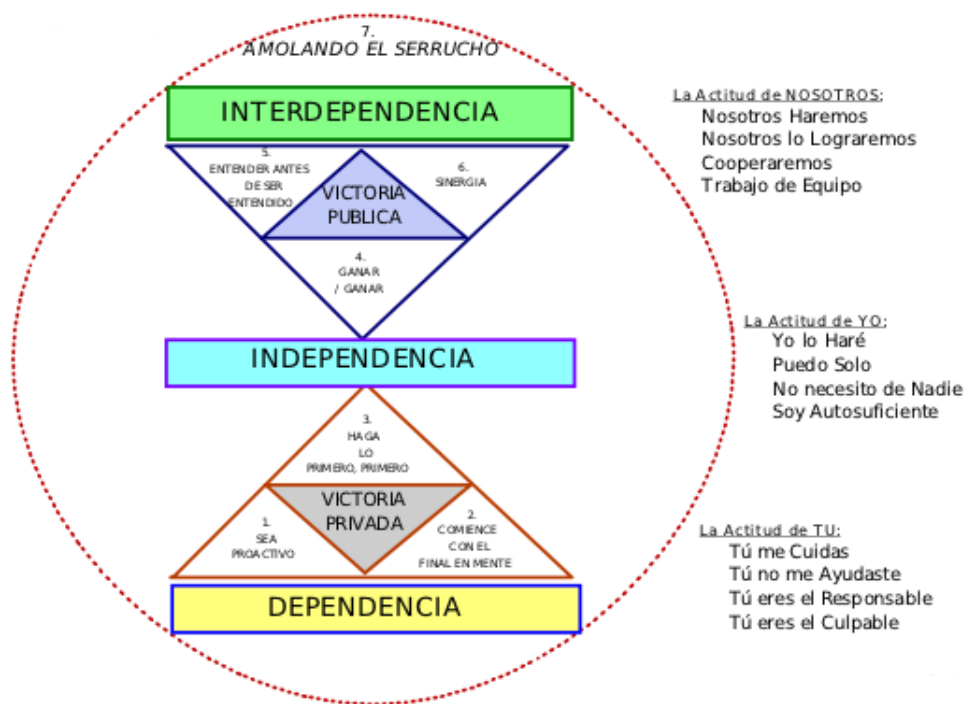 7.
AMOLANDO EL SERRUCHO
INTERDEPENDENCIA
5.
ENTENDER ANTES
DE SER
ENTENDIDO
6.
SINERGIA
VICTORIA
PUBLICA
4.
GANAR
/ GANAR
INDEPENDENCIA
3.
HAGA
LO
PRIMERO, PRIMERO
VICTORIA
PRIVADA
1.
SEA
PROACTIVO
2.
COMIENCE
CON EL
FINAL EN MENTE
DEPENDENCIA
La Actitud de NOSOTROS:
Nosotros Haremos
Nosotros lo Lograremos
Cooperaremos
Trabajo de Equipo
La Actitud de YO:
Yo lo Haré
Puedo Solo
No necesito de Nadie
Soy Autosuficiente
La Actitud de TU:
Tú me Cuidas
Tú no me Ayudaste
Tú eres el Responsable
Tú eres el Culpable